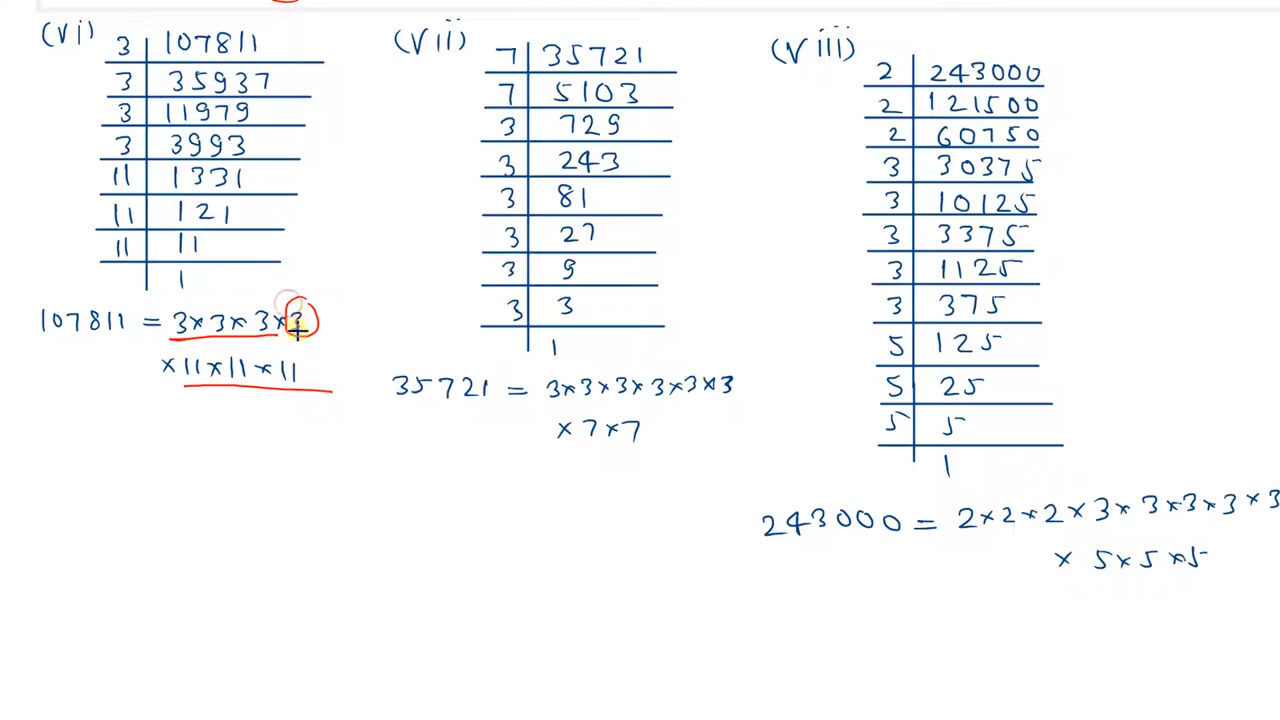 (vi)
3 | 107811
3 | 35937
3 | 11979
3 | 3993
11 | 1331
11 | 121
11 | 11
1
107811 = 3×3×3×3
×11×11×11
(vii)
7 | 35721
7 | 5103
3 | 729
3 | 243
3 | 81
3 | 27
3 | 9
3 | 3
1
35721 = 3×3×3×3×3×3
×7×7
(viii)
2 | 243000
2 | 121500
2 | 60750
3 | 30375
3 | 10125
3 | 3375
3 | 1125
3 | 375
5 | 125
5 | 25
5 | 5
1
243000 = 2×2×2×3×3×3×3×3
× 5×5×5